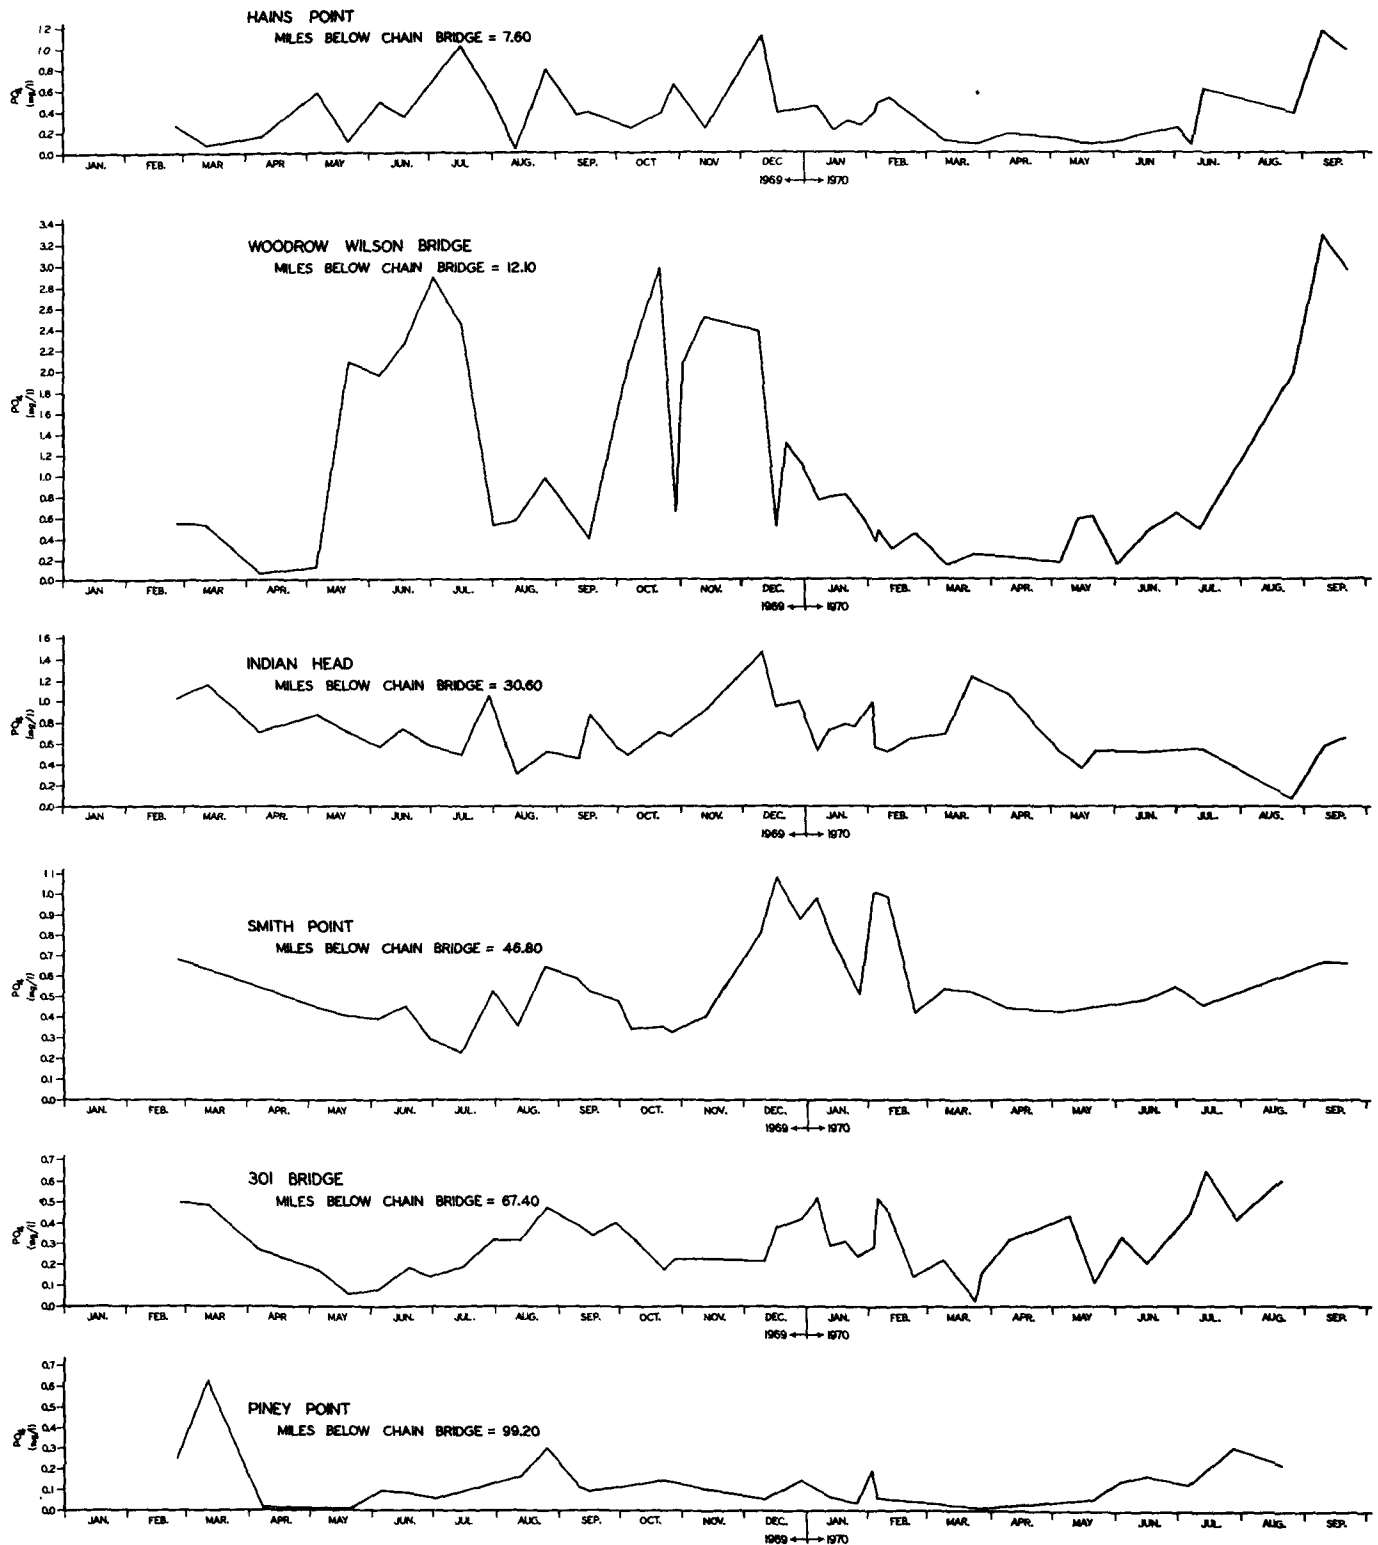 HAINS POINT
MILES BELOW CHAIN BRIDGE = 7.60
PO4 (mg/l)
1.2
1.0
0.8
0.6
0.4
0.2
0.0
JAN. FEB. MAR APR MAY JUN. JUL AUG. SEP. OCT NOV DEC JAN FEB. MAR. APR. MAY JUN JUN. AUG. SEP.
1969 ←→ 1970
WOODROW WILSON BRIDGE
MILES BELOW CHAIN BRIDGE = 12.10
PO4 (mg/l)
3.4
3.2
3.0
2.8
2.6
2.4
2.2
2.0
1.8
1.6
1.4
1.2
1.0
0.8
0.6
0.4
0.2
0.0
JAN FEB. MAR APR. MAY JUN. JUL. AUG. SEP. OCT. NOV. DEC. JAN. FEB. MAR. APR. MAY JUN. JUL. AUG. SEP.
1969 ←→ 1970
INDIAN HEAD
MILES BELOW CHAIN BRIDGE = 30.60
PO4 (mg/l)
1.6
1.4
1.2
1.0
0.8
0.6
0.4
0.2
0.0
JAN FEB. MAR. APR. MAY JUN. JUL. AUG. SEP. OCT. NOV. DEC. JAN. FEB. MAR. APR. MAY JUN. JUL. AUG. SEP.
1969 ←→ 1970
SMITH POINT
MILES BELOW CHAIN BRIDGE = 46.80
PO4 (mg/l)
1.1
1.0
0.9
0.8
0.7
0.6
0.5
0.4
0.3
0.2
0.1
0.0
JAN. FEB. MAR APR. MAY JUN. JUL. AUG. SEP. OCT. NOV. DEC. JAN. FEB. MAR. APR. MAY JUN. JUL. AUG. SEP.
1969 ←→ 1970
301 BRIDGE
MILES BELOW CHAIN BRIDGE = 67.40
PO4 (mg/l)
0.7
0.6
0.5
0.4
0.3
0.2
0.1
0.0
JAN. FEB. MAR APR MAY JUN. JUL. AUG. SEP. OCT. NOV. DEC. JAN. FEB. MAR. APR. MAY JUN. JUL. AUG. SEP.
1969 ←→ 1970
PINEY POINT
MILES BELOW CHAIN BRIDGE = 99.20
PO4 (mg/l)
0.7
0.6
0.5
0.4
0.3
0.2
0.1
0.0
JAN. FEB. MAR. APR. MAY JUN. JUL. AUG. SEP. OCT. NOV. DEC. JAN. FEB. MAR. APR. MAY JUN. JUL. AUG. SEP.
1969 ←→ 1970